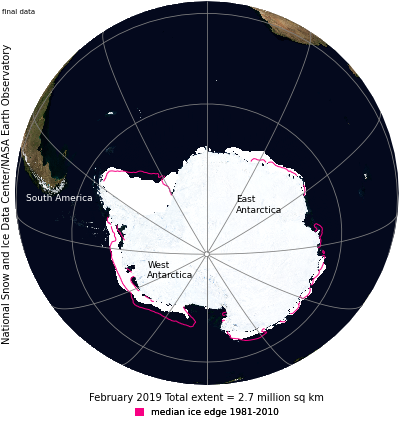 final data
National Snow and Ice Data Center/NASA Earth Observatory
South America
East
Antarctica
West
Antarctica
February 2019 Total extent = 2.7 million sq km
median ice edge 1981-2010